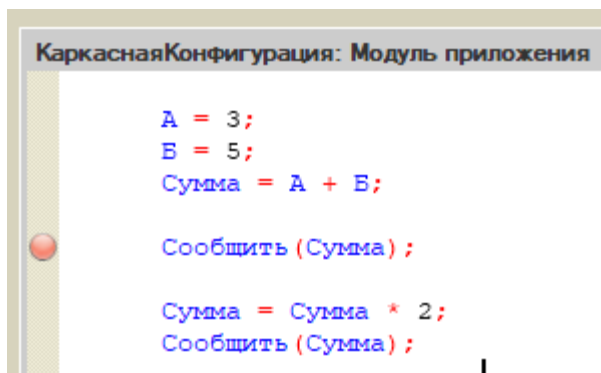 КаркаснаяКонфигурация: Модуль приложения
А = 3;
Б = 5;
Сумма = А + Б;
Сообщить(Сумма);
Сумма = Сумма * 2;
Сообщить(Сумма);